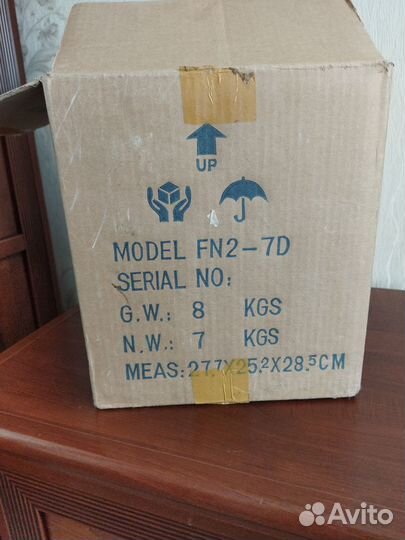 UP
MODEL FN2-7D
SERIAL NO:
G.W.: 8 KGS
N.W.: 7 KGS
MEAS: 27.7X25.2X28.5CM
Avito